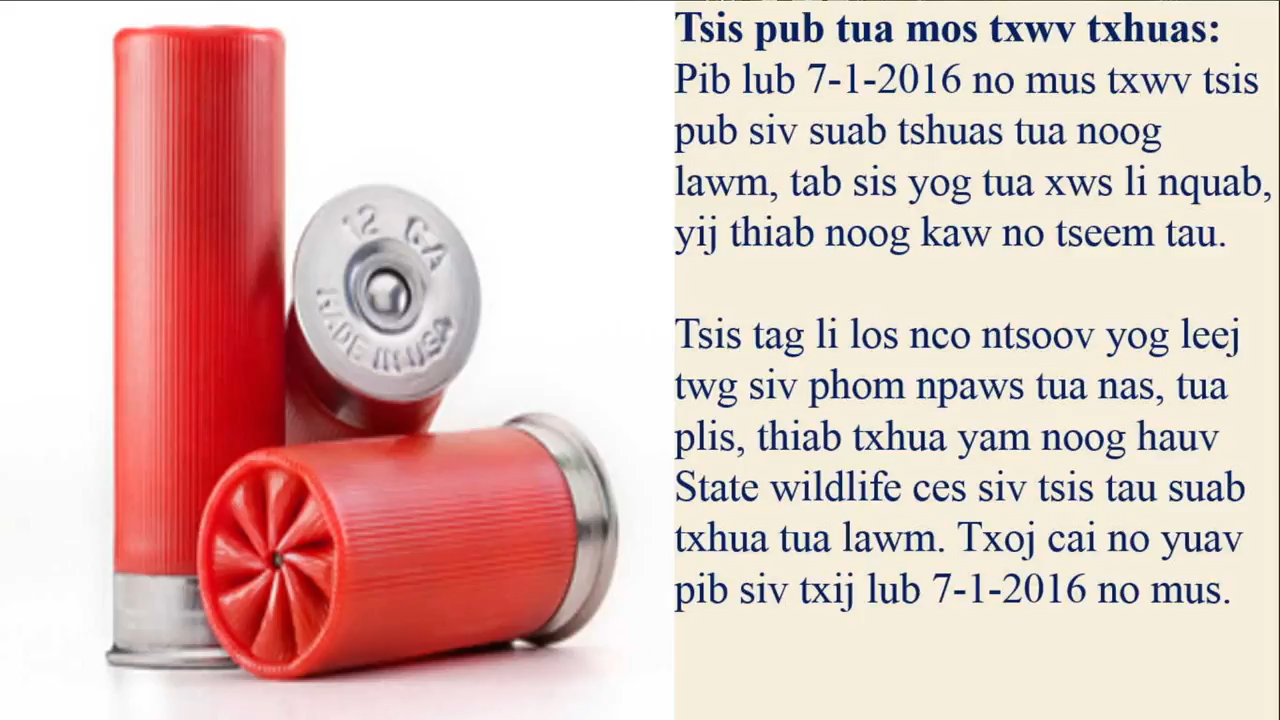 Tsis pub tua mos txwv txhuas:
Pib lub 7-1-2016 no mus txwv tsis
pub siv suab tshuas tua noog
lawm, tab sis yog tua xws li nquab,
yij thiab noog kaw no tseem tau.
Tsis tag li los nco ntsoov yog leej
twg siv phom npaws tua nas, tua
plis, thiab txhua yam noog hauv
State wildlife ces siv tsis tau suab
txhua tua lawm. Txoj cai no yuav
pib siv txij lub 7-1-2016 no mus.
12 GA
MADE IN USA